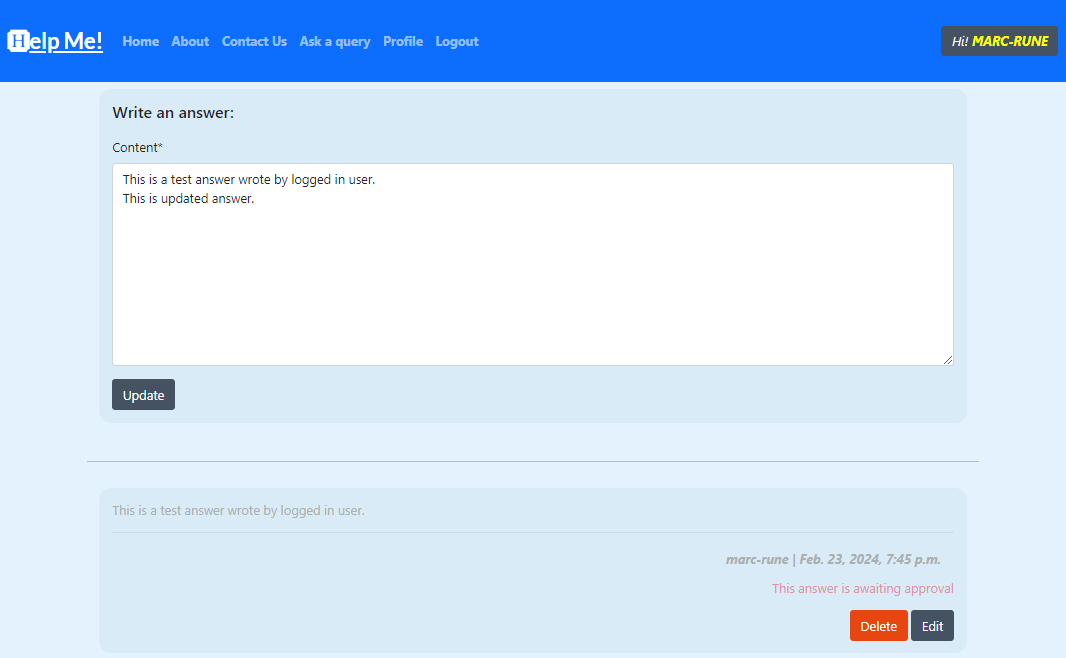 Help Me! Home About Contact Us Ask a query Profile Logout Hi! MARC-RUNE
Write an answer:
Content*
This is a test answer wrote by logged in user.
This is updated answer.
Update
This is a test answer wrote by logged in user.
marc-rune | Feb. 23, 2024, 7:45 p.m.
This answer is awaiting approval
Delete Edit